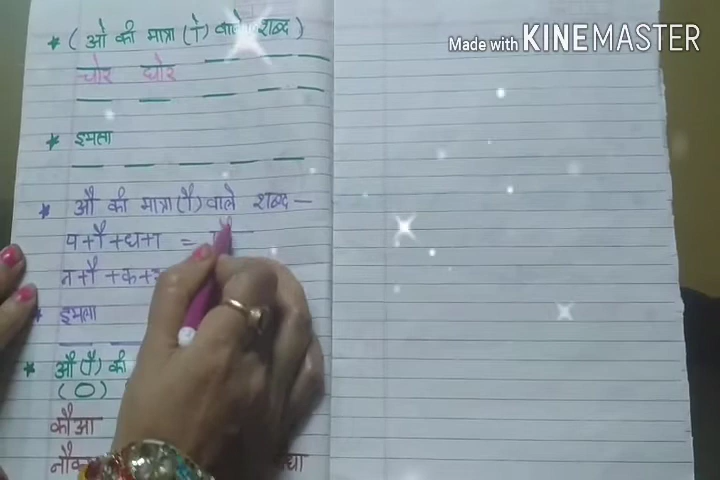 Made with KINEMASTER
* ( ओ की मात्रा ( ो ) वाले शब्द )
चोर घोर
* इमला
* औ की मात्रा ( ौ ) वाले शब्द —
प + ौ + ध + ा =
न + ौ + क +
* इमला
* औ ( ौ ) की
( O )
कौआ